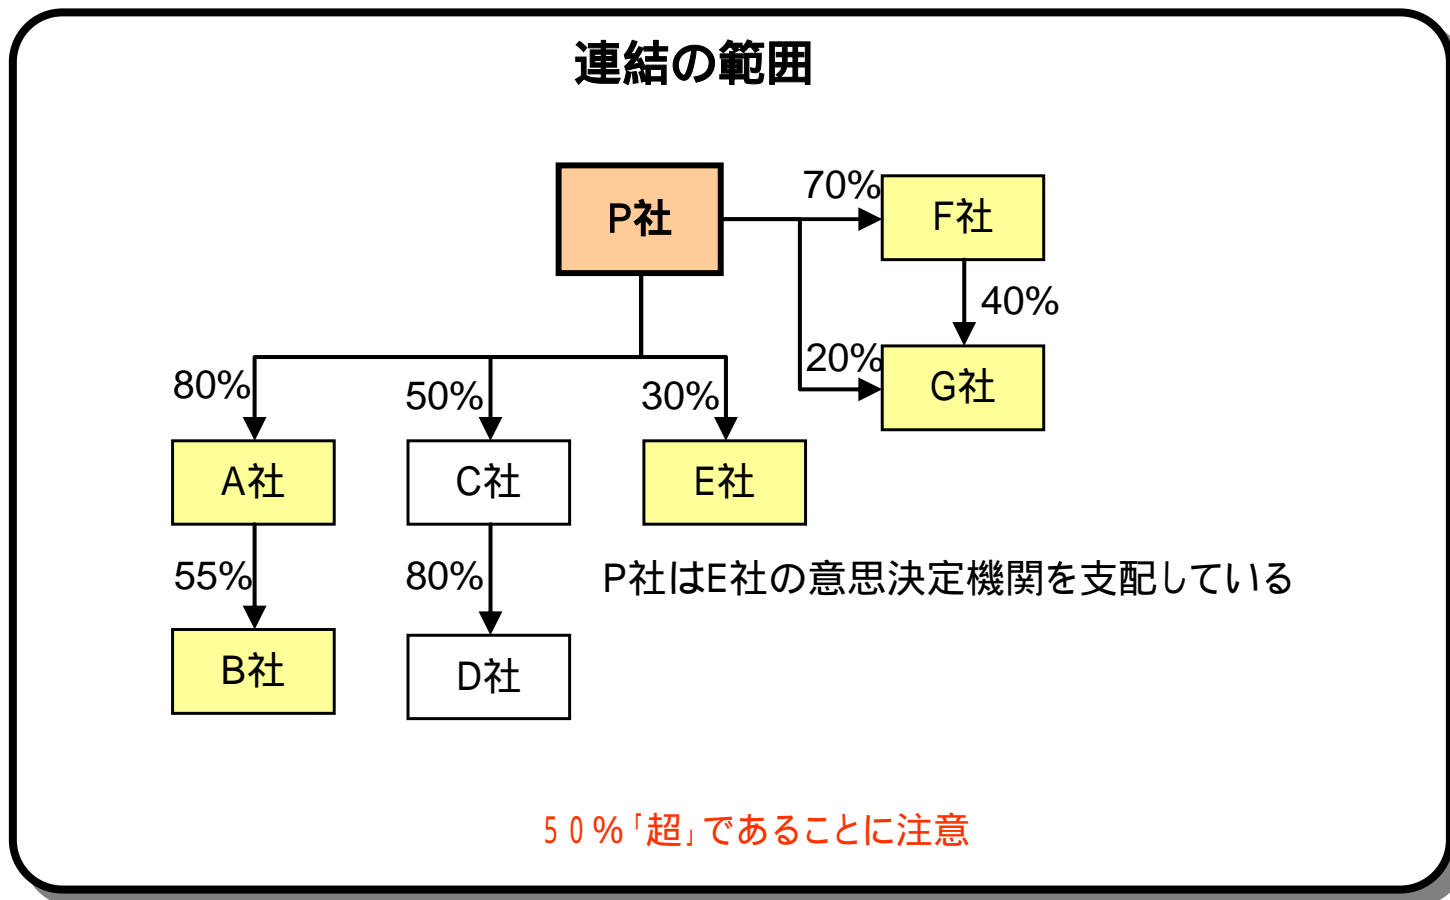 連結の範囲
P社
70%
F社
40%
20%
G社
80%
50%
30%
A社
C社
E社
55%
80%
P社はE社の意思決定機関を支配している
B社
D社
50%「超」であることに注意